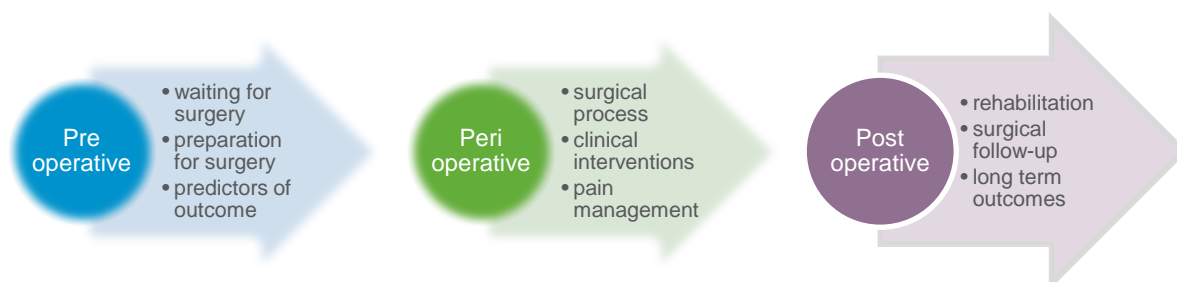 Pre
operative
• waiting for
surgery
• preparation
for surgery
• predictors of
outcome
Peri
operative
• surgical
process
• clinical
interventions
• pain
management
Post
operative
• rehabilitation
• surgical
follow-up
• long term
outcomes